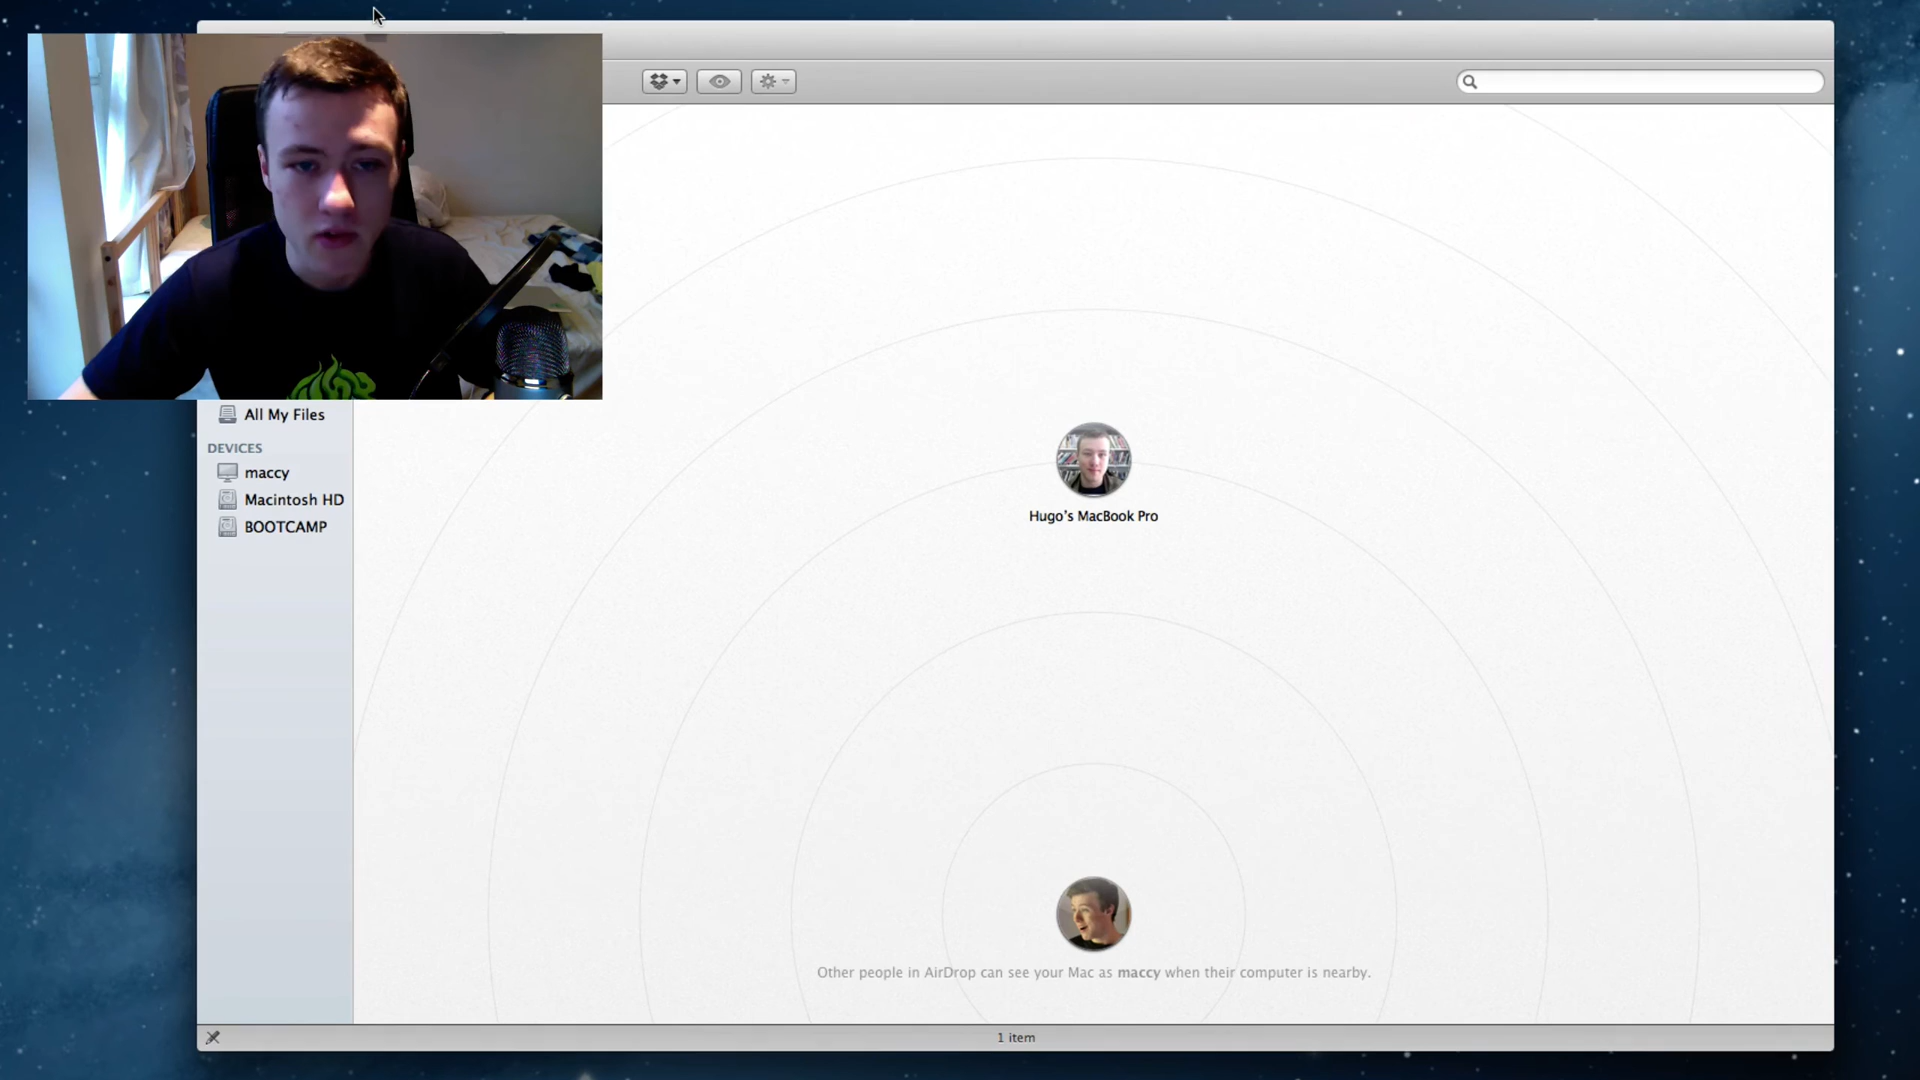 All My Files
DEVICES
maccy
Macintosh HD
BOOTCAMP
Hugo's MacBook Pro
Other people in AirDrop can see your Mac as maccy when their computer is nearby.
1 item